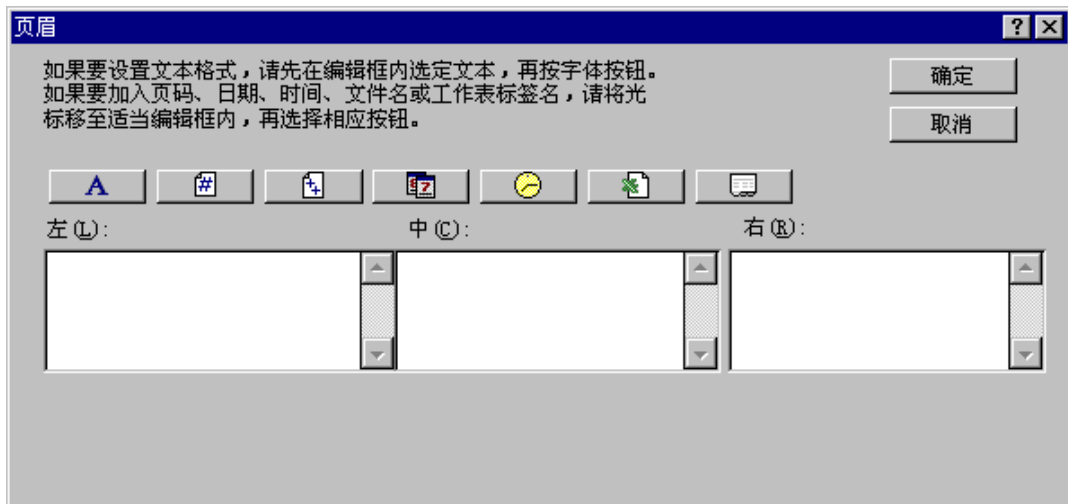 页眉
如果要设置文本格式，请先在编辑框内选定文本，再按字体按钮。
如果要加入页码、日期、时间、文件名或工作表标签名，请将光
标移至适当编辑框内，再选择相应按钮。
确定
取消
A
左(L):
中(C):
右(R):